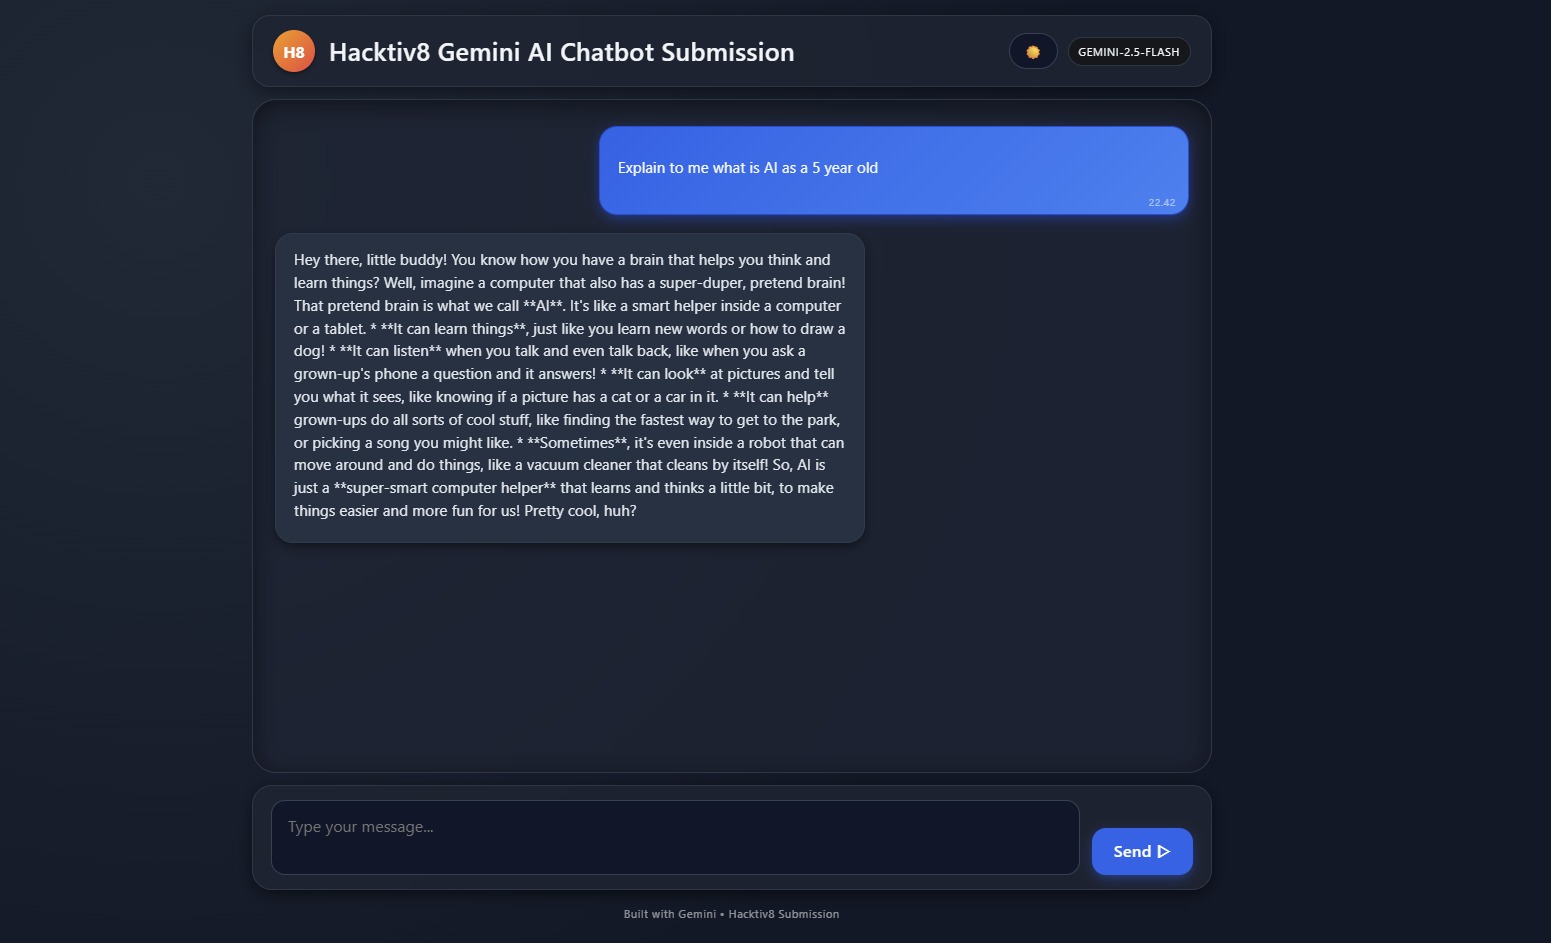 H8
Hacktiv8 Gemini AI Chatbot Submission
GEMINI-2.5-FLASH
Explain to me what is AI as a 5 year old
22.42
Hey there, little buddy! You know how you have a brain that helps you think and
learn things? Well, imagine a computer that also has a super-duper, pretend brain!
That pretend brain is what we call **AI**. It's like a smart helper inside a computer
or a tablet. * **It can learn things**, just like you learn new words or how to draw a
dog! * **It can listen** when you talk and even talk back, like when you ask a
grown-up's phone a question and it answers! * **It can look** at pictures and tell
you what it sees, like knowing if a picture has a cat or a car in it. * **It can help**
grown-ups do all sorts of cool stuff, like finding the fastest way to get to the park,
or picking a song you might like. * **Sometimes**, it's even inside a robot that can
move around and do things, like a vacuum cleaner that cleans by itself! So, AI is
just a **super-smart computer helper** that learns and thinks a little bit, to make
things easier and more fun for us! Pretty cool, huh?
Type your message...
Send
Built with Gemini • Hacktiv8 Submission